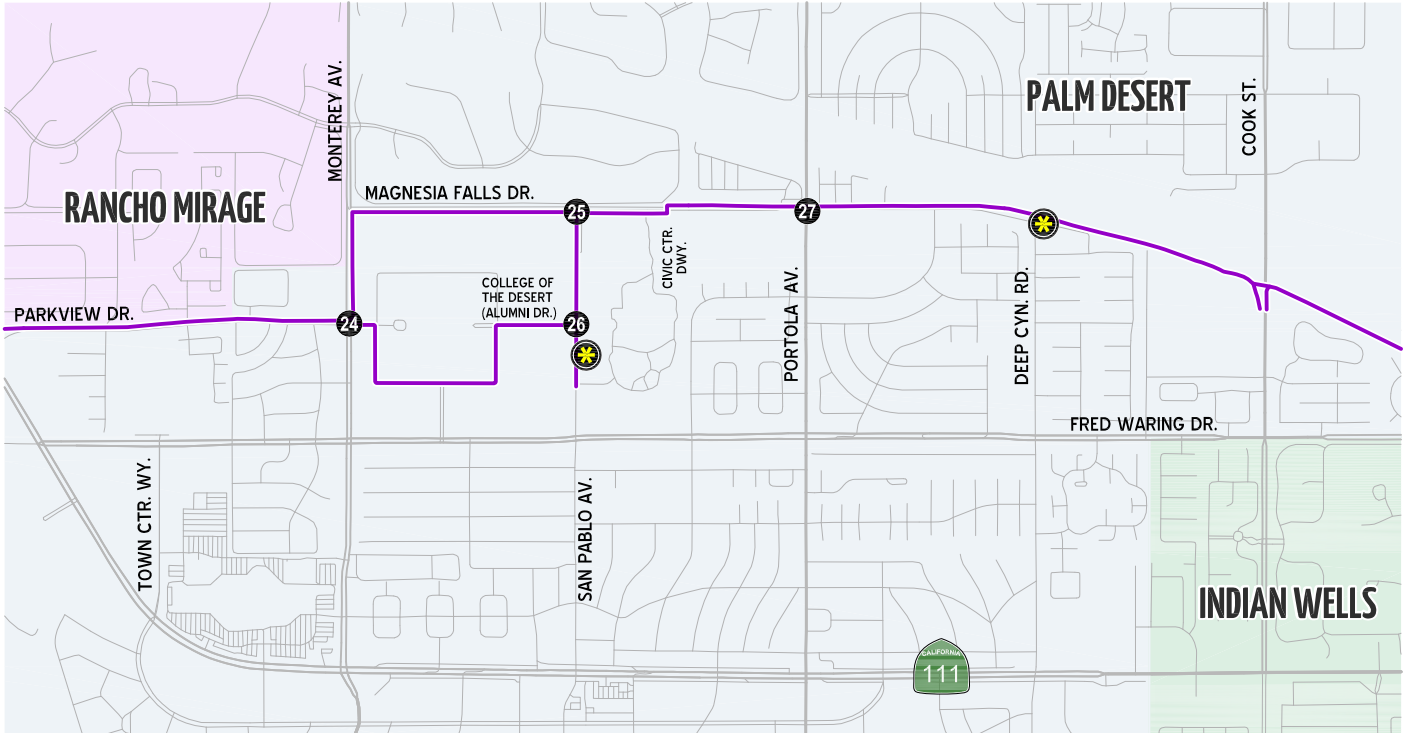 PALM DESERT
MONTEREY AV.
COOK ST.
RANCHO MIRAGE
MAGNESIA FALLS DR.
25
27
CIVIC CTR.
DWY.
COLLEGE OF
THE DESERT
(ALUMNI DR.)
PARKVIEW DR.
24
26
PORTOLA AV.
DEEP CYN. RD.
FRED WARING DR.
TOWN CTR. WY.
SAN PABLO AV.
INDIAN WELLS
CALIFORNIA
111